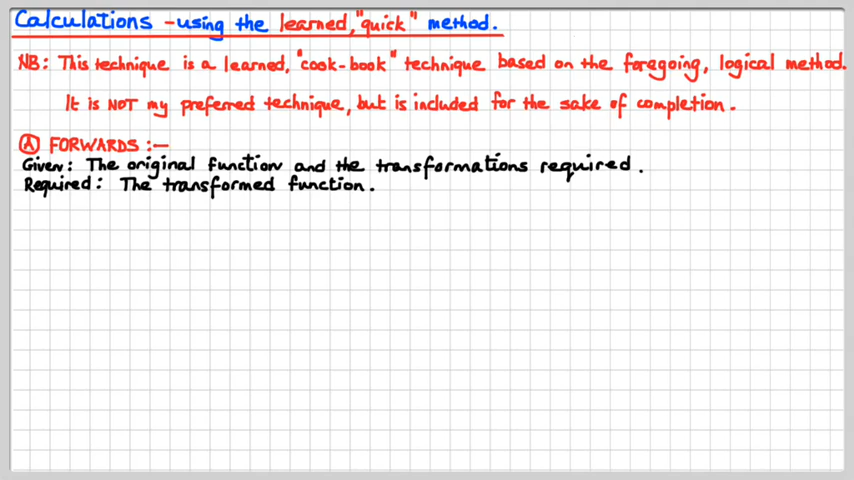 Calculations - using the learned, "quick" method.
NB: This technique is a learned, "cook-book" technique based on the foregoing, logical method.
It is NOT my preferred technique, but is included for the sake of completion.
A FORWARDS :-
Given: The original function and the transformations required.
Required: The transformed function.